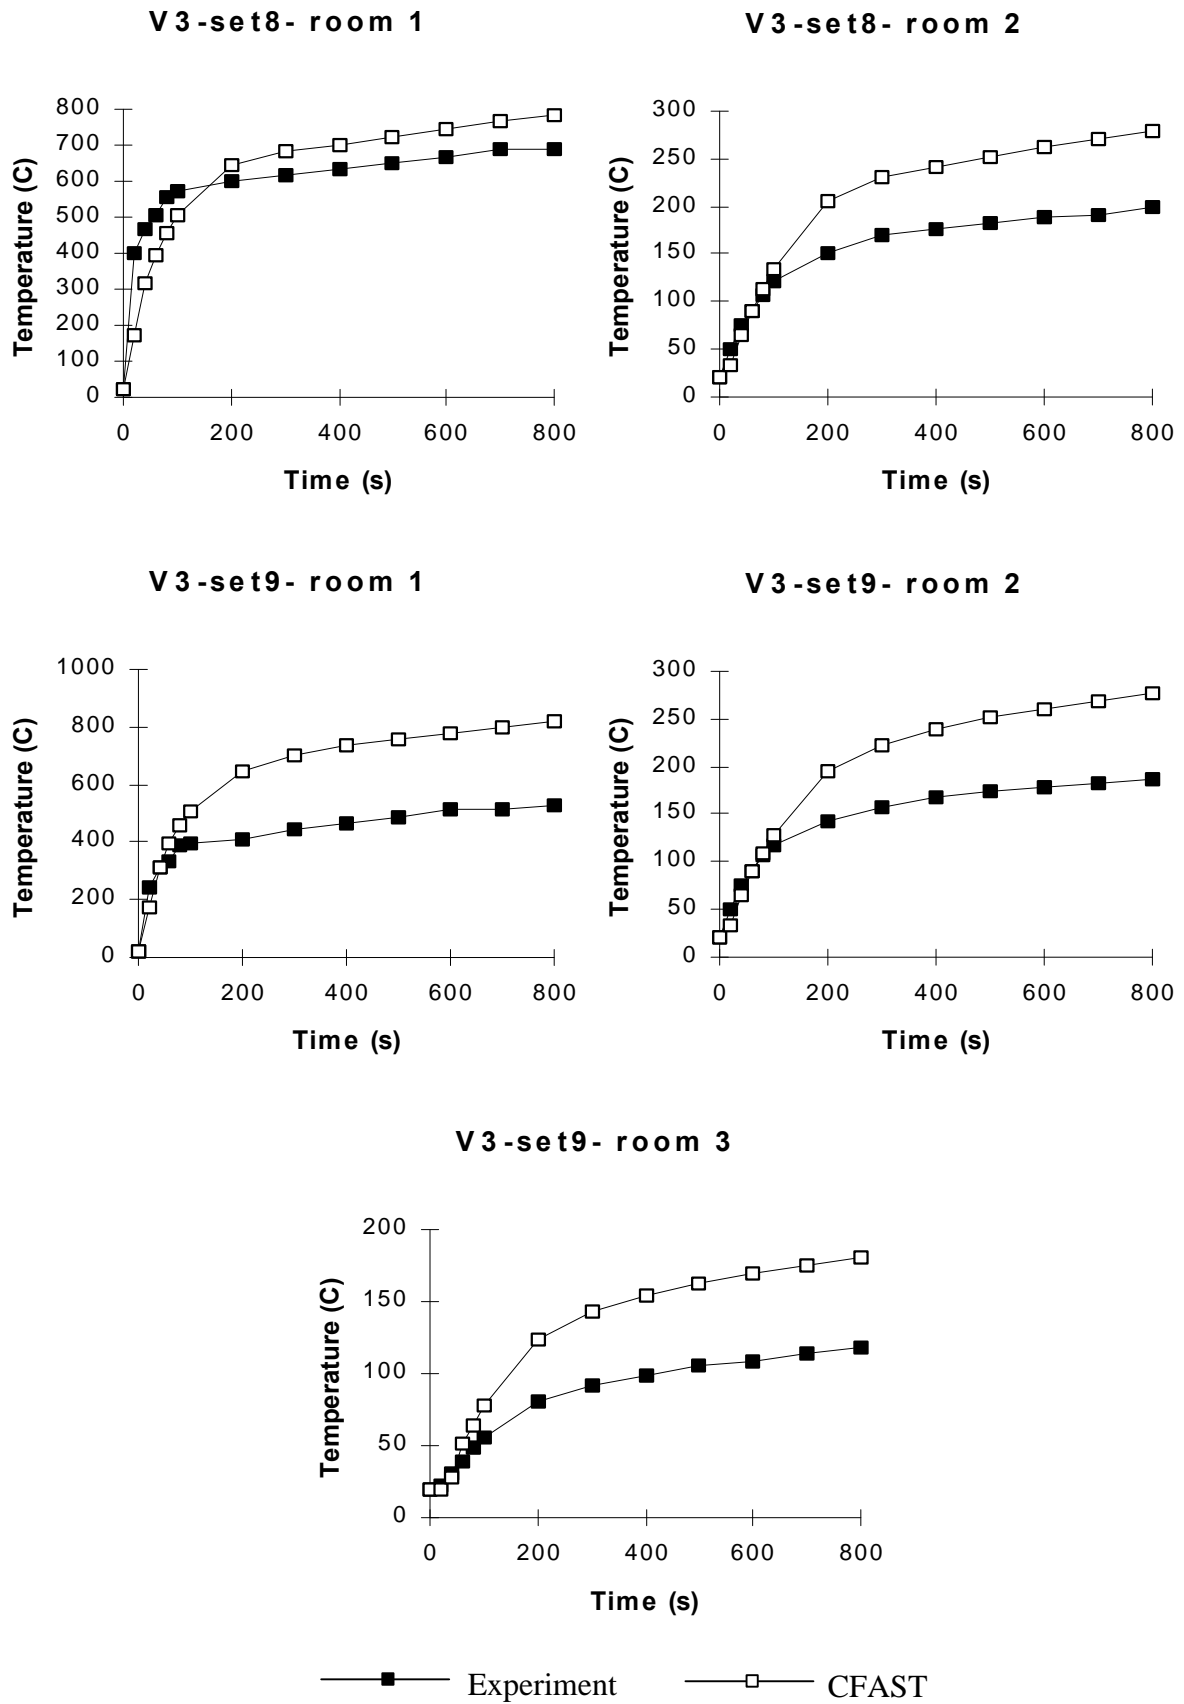 V3-set8- room 1
V3-set8- room 2
800
700
600
500
400
300
200
100
0
Temperature (C)
0 200 400 600 800
Time (s)
300
250
200
150
100
50
0
Temperature (C)
0 200 400 600 800
Time (s)
V3-set9- room 1
V3-set9- room 2
1000
800
600
400
200
0
Temperature (C)
0 200 400 600 800
Time (s)
300
250
200
150
100
50
0
Temperature (C)
0 200 400 600 800
Time (s)
V3-set9- room 3
200
150
100
50
0
Temperature (C)
0 200 400 600 800
Time (s)
Experiment
CFAST